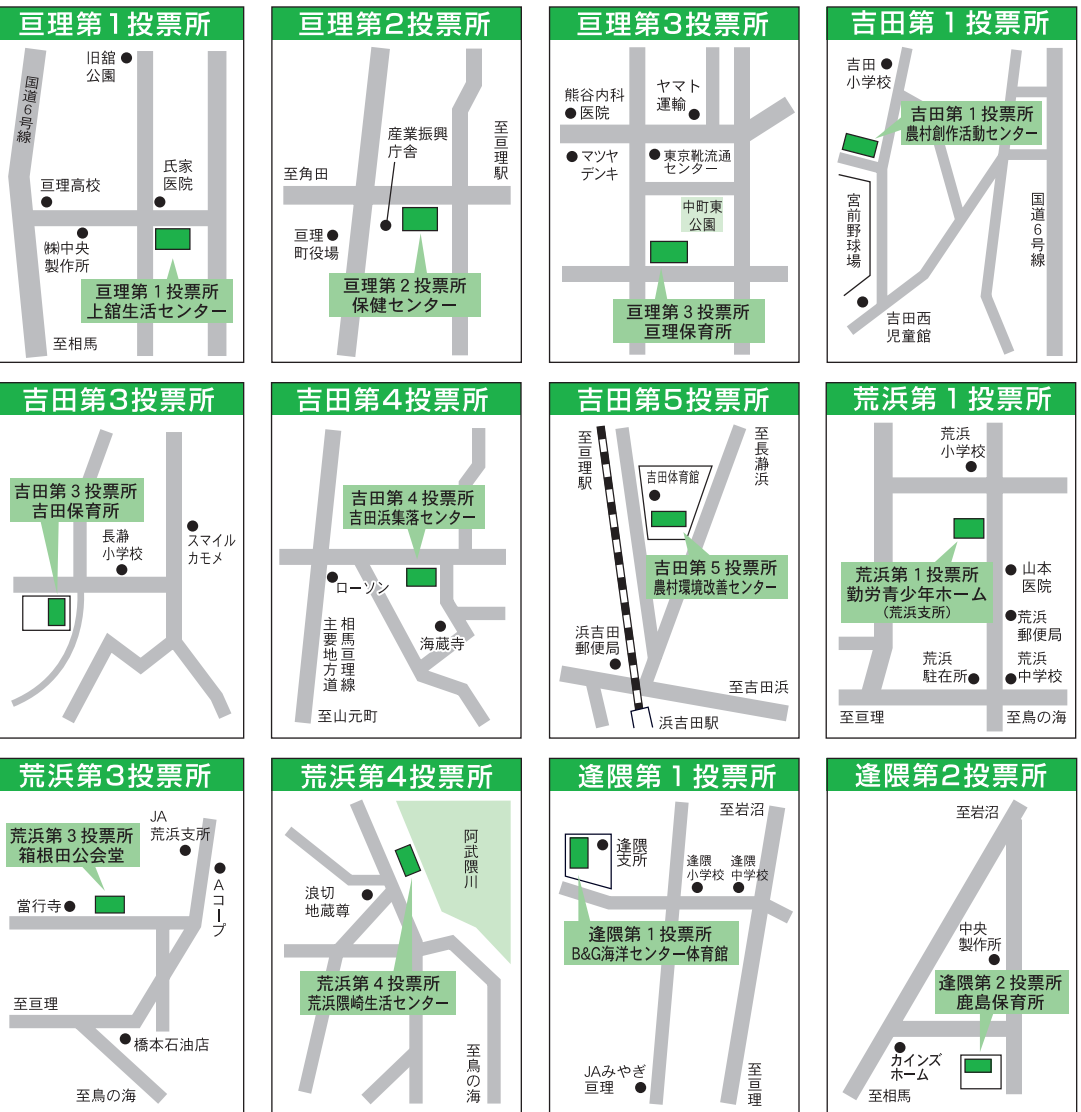 亘理第1投票所
旧舘
公園
国道6号線
亘理高校
氏家
医院
㈱中央
製作所
亘理第1投票所
上舘生活センター
至相馬
亘理第2投票所
産業振興
庁舎
至亘理駅
至角田
亘理
町役場
亘理第2投票所
保健センター
亘理第3投票所
熊谷内科
医院
ヤマト
運輸
マツヤ
デンキ
東京靴流通
センター
中町東
公園
亘理第3投票所
亘理保育所
吉田第1投票所
吉田
小学校
吉田第1投票所
農村創作活動センター
宮前野球場
国道6号線
吉田西
児童館
吉田第3投票所
吉田第3投票所
吉田保育所
長瀞
小学校
スマイル
カモメ
吉田第4投票所
吉田第4投票所
吉田浜集落センター
ローソン
主要地方道
相馬亘理線
海蔵寺
至山元町
吉田第5投票所
至亘理駅
至長瀞浜
吉田体育館
吉田第5投票所
農村環境改善センター
浜吉田
郵便局
至吉田浜
浜吉田駅
荒浜第1投票所
荒浜
小学校
荒浜第1投票所
勤労青少年ホーム
(荒浜支所)
山本
医院
荒浜
郵便局
荒浜
駐在所
荒浜
中学校
至亘理
至鳥の海
荒浜第3投票所
JA
荒浜支所
荒浜第3投票所
箱根田公会堂
Aコープ
當行寺
至亘理
橋本石油店
至鳥の海
荒浜第4投票所
阿武隈川
浪切
地蔵尊
荒浜第4投票所
荒浜隈崎生活センター
至鳥の海
逢隈第1投票所
至岩沼
逢隈
支所
逢隈
小学校
逢隈
中学校
逢隈第1投票所
B&G海洋センター体育館
JAみやぎ
亘理
至亘理
逢隈第2投票所
至岩沼
中央
製作所
逢隈第2投票所
鹿島保育所
カインズ
ホーム
至相馬